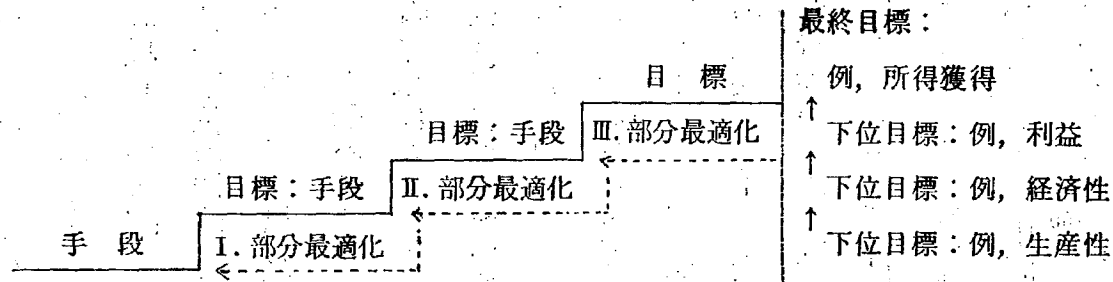 最終目標：
目　標
例，所得獲得
↑
目標：手段
Ⅲ．部分最適化
下位目標：例，利益
↑
目標：手段
Ⅱ．部分最適化
下位目標：例，経済性
↑
手　段
Ⅰ．部分最適化
下位目標：例，生産性